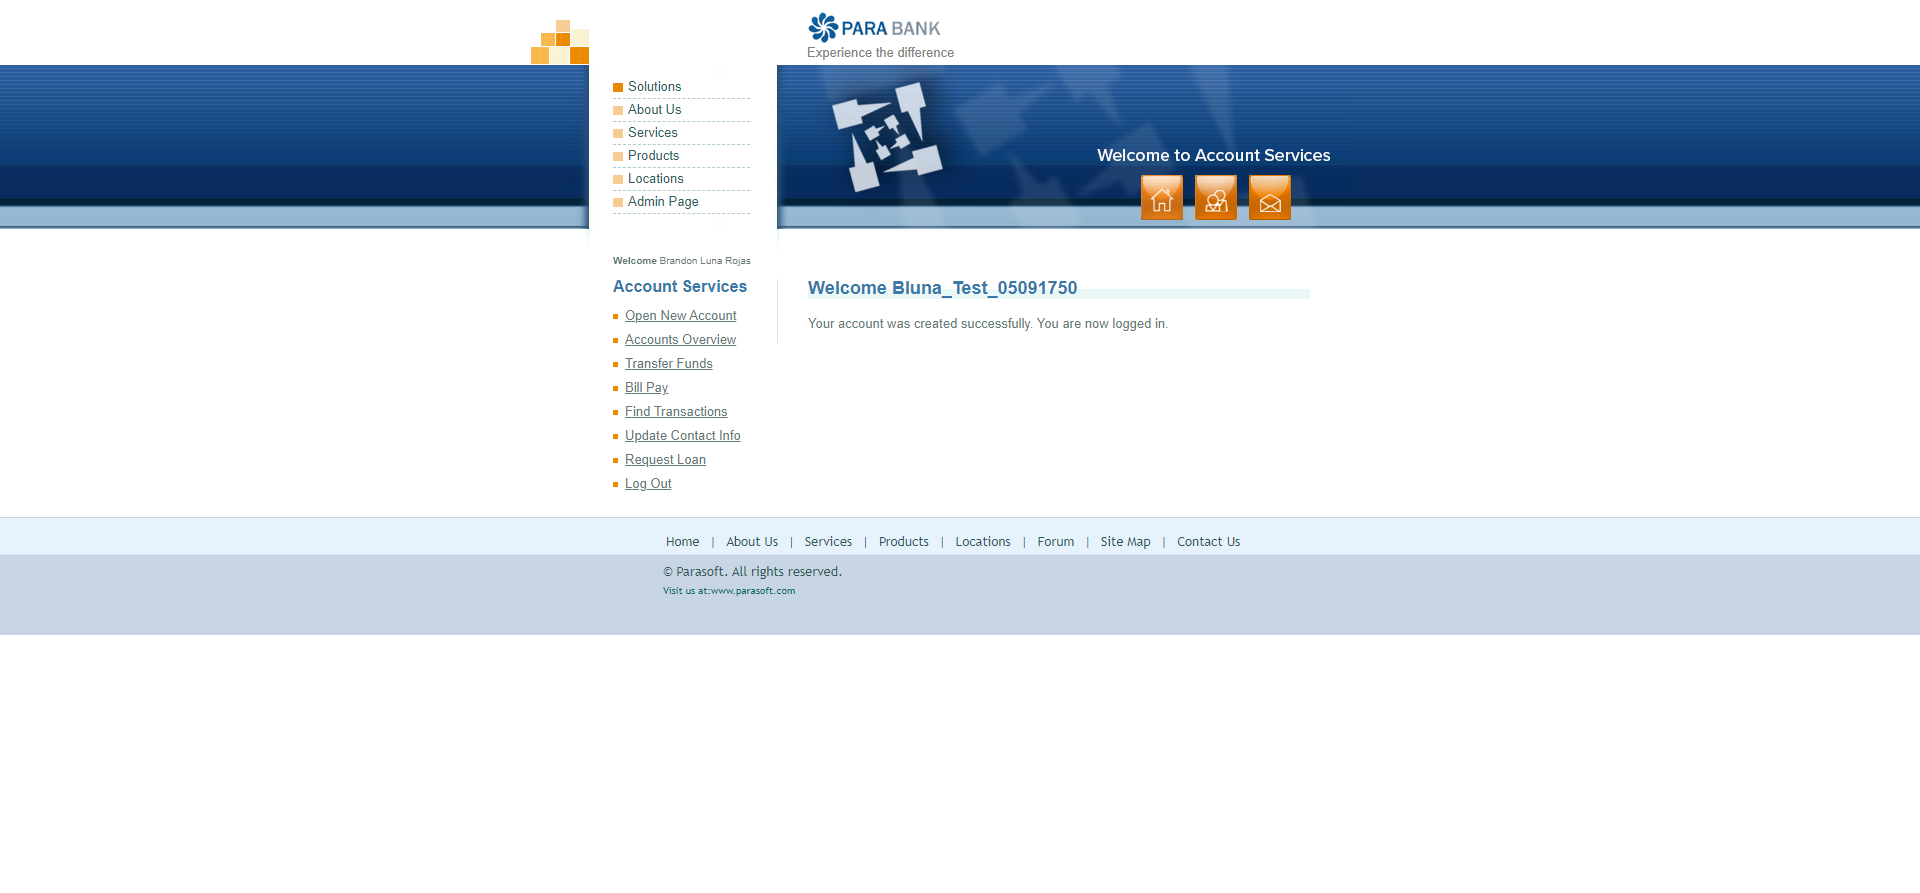 PARA BANK
Experience the difference
Solutions
About Us
Services
Products
Locations
Admin Page
Welcome to Account Services
Welcome Brandon Luna Rojas
Account Services
Open New Account
Accounts Overview
Transfer Funds
Bill Pay
Find Transactions
Update Contact Info
Request Loan
Log Out
Welcome Bluna_Test_05091750
Your account was created successfully. You are now logged in.
Home | About Us | Services | Products | Locations | Forum | Site Map | Contact Us
© Parasoft. All rights reserved.
Visit us at:www.parasoft.com